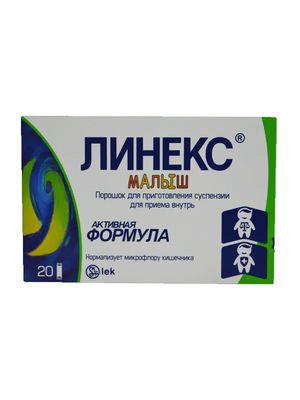 ЛИНЕКС®
МАЛЫШ
Порошок для приготовления суспензии
для приема внутрь
АКТИВНАЯ
ФОРМУЛА
20
lek
Нормализует микрофлору кишечника